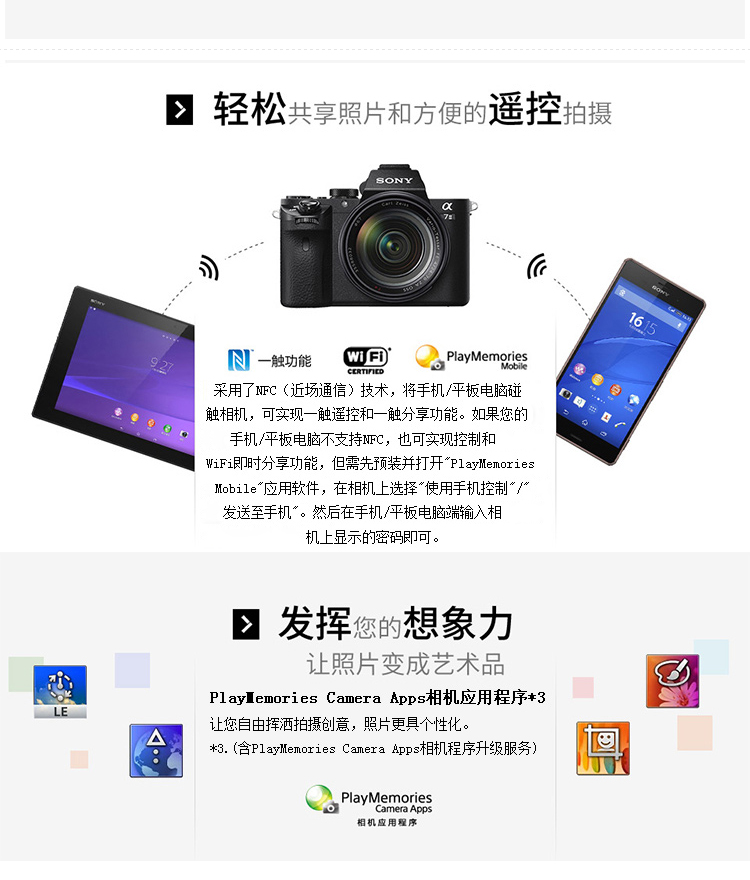 轻松共享照片和方便的遥控拍摄
SONY
α
7II
SONY
9:27
SONY
16 15
N 一触功能
Wi Fi
CERTIFIED
PlayMemories
Mobile
采用了NFC（近场通信）技术，将手机/平板电脑碰
触相机，可实现一触遥控和一触分享功能。如果您的
手机/平板电脑不支持NFC，也可实现控制和
WiFi即时分享功能，但需先预装并打开"PlayMemories
Mobile"应用软件，在相机上选择"使用手机控制"/"
发送至手机"。然后在手机/平板电脑端输入相
机上显示的密码即可。
发挥您的想象力
让照片变成艺术品
LE
PlayMemories Camera Apps相机应用程序*3
让您自由挥洒拍摄创意，照片更具个性化。
*3.(含PlayMemories Camera Apps相机程序升级服务)
PlayMemories
Camera Apps
相机应用程序